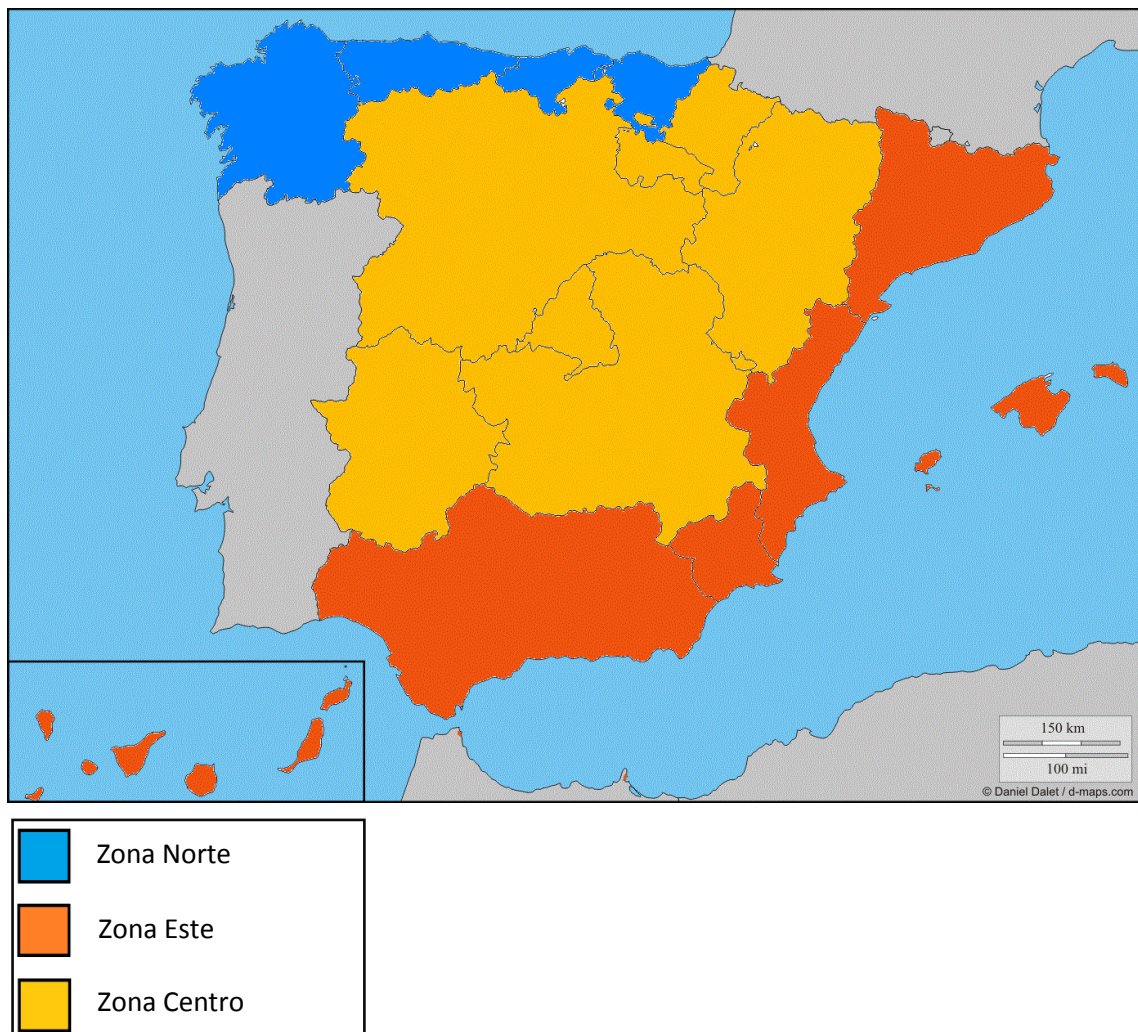 150 km
100 mi
© Daniel Dalet / d-maps.com
Zona Norte
Zona Este
Zona Centro